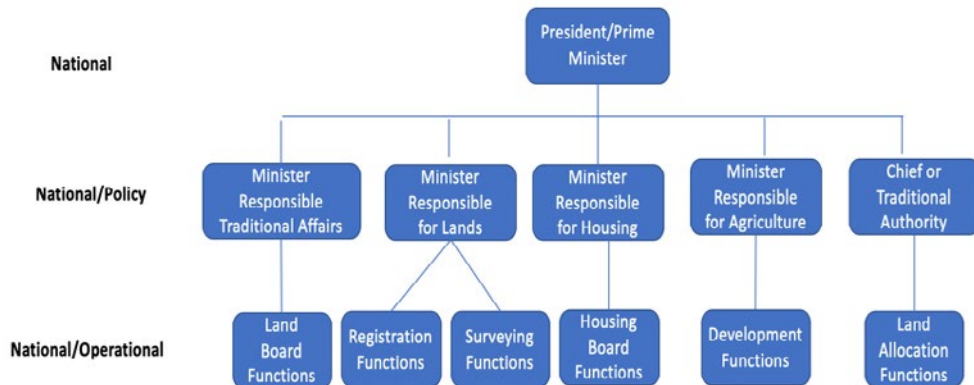 National
President/Prime
Minister
National/Policy
Minister
Responsible
Traditional Affairs
Minister
Responsible
for Lands
Minister
Responsible
for Housing
Minister
Responsible
for Agriculture
Chief or
Traditional
Authority
National/Operational
Land
Board
Functions
Registration
Functions
Surveying
Functions
Housing
Board
Functions
Development
Functions
Land
Allocation
Functions